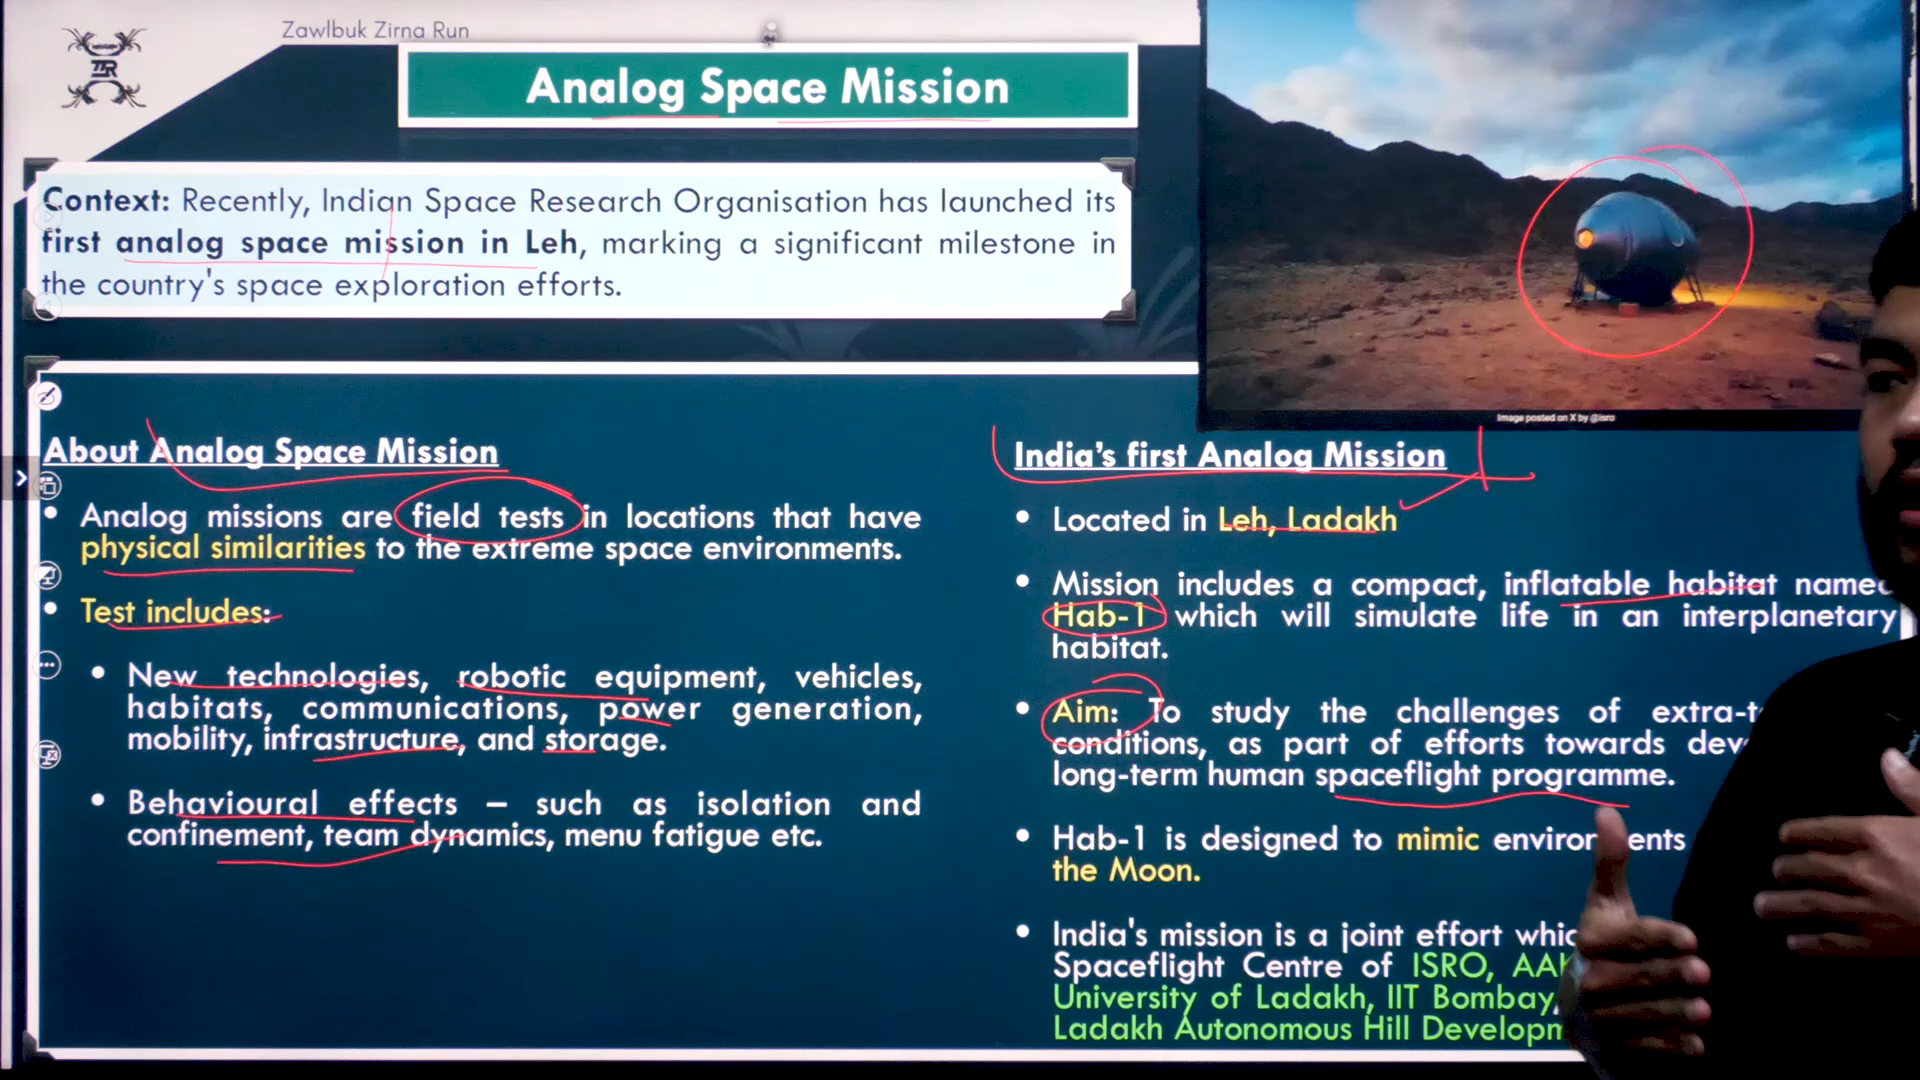 Zawlbuk Zirna Run
Analog Space Mission
Context: Recently, Indian Space Research Organisation has launched its
first analog space mission in Leh, marking a significant milestone in
the country's space exploration efforts.
Image posted on X by @isro
About Analog Space Mission
Analog missions are field tests in locations that have
physical similarities to the extreme space environments.
Test includes:
New technologies, robotic equipment, vehicles,
habitats, communications, power generation,
mobility, infrastructure, and storage.
Behavioural effects – such as isolation and
confinement, team dynamics, menu fatigue etc.
India's first Analog Mission
Located in Leh, Ladakh
Mission includes a compact, inflatable habitat named
Hab-1 which will simulate life in an interplanetary
habitat.
Aim: To study the challenges of
conditions, as part of efforts towards
long-term human spaceflight programme.
Hab-1 is designed to mimic
the Moon.
India's mission is a joint effort
Spaceflight Centre of ISRO,
University of Ladakh, IIT Bombay,
Ladakh Autonomous Hill